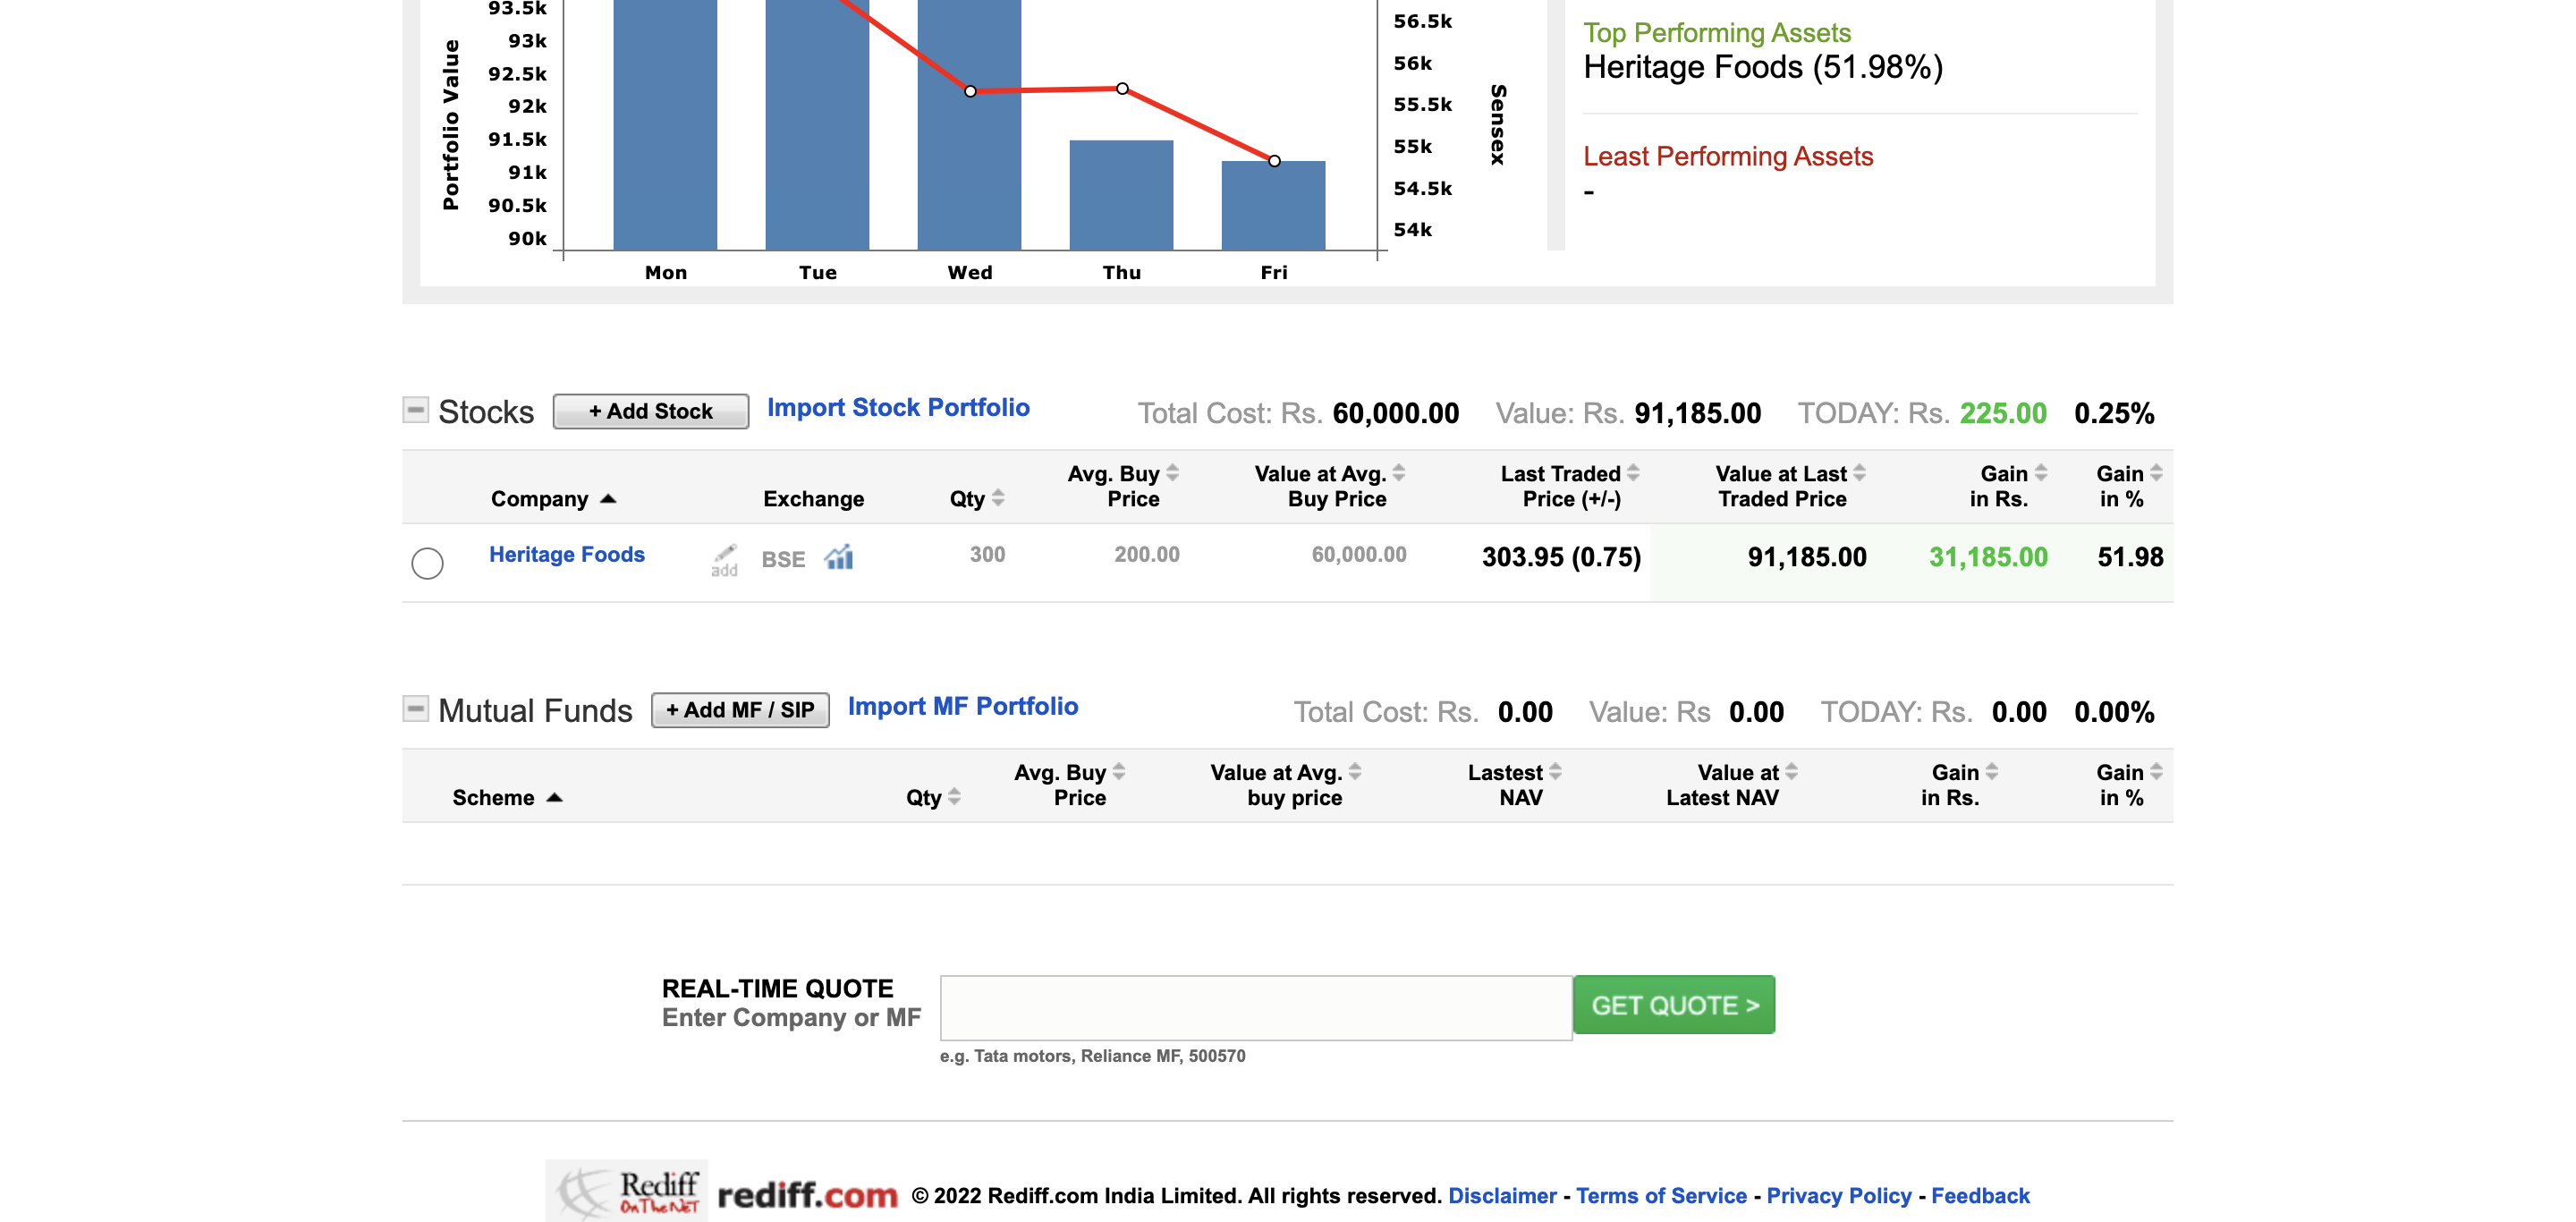 93.5k
93k
92.5k
92k
91.5k
91k
90.5k
90k
Portfolio Value
Mon Tue Wed Thu Fri
56.5k
56k
55.5k
55k
54.5k
54k
Sensex
Top Performing Assets
Heritage Foods (51.98%)
Least Performing Assets
-
Stocks + Add Stock Import Stock Portfolio Total Cost: Rs. 60,000.00 Value: Rs. 91,185.00 TODAY: Rs. 225.00 0.25%
Company Exchange Qty Avg. Buy Price Value at Avg. Buy Price Last Traded Price (+/-) Value at Last Traded Price Gain in Rs. Gain in %
Heritage Foods add BSE 300 200.00 60,000.00 303.95 (0.75) 91,185.00 31,185.00 51.98
Mutual Funds + Add MF / SIP Import MF Portfolio Total Cost: Rs. 0.00 Value: Rs 0.00 TODAY: Rs. 0.00 0.00%
Scheme Qty Avg. Buy Price Value at Avg. buy price Lastest NAV Value at Latest NAV Gain in Rs. Gain in %
REAL-TIME QUOTE
Enter Company or MF
GET QUOTE >
e.g. Tata motors, Reliance MF, 500570
Rediff
OnTheNeT
rediff.com © 2022 Rediff.com India Limited. All rights reserved. Disclaimer - Terms of Service - Privacy Policy - Feedback